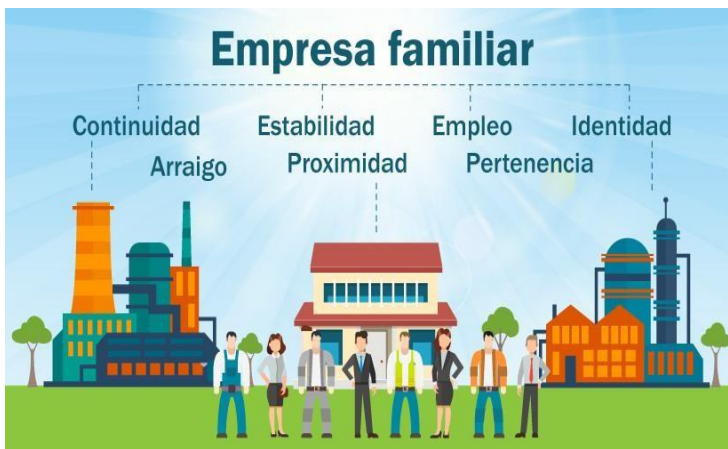 Empresa familiar
Continuidad Estabilidad Empleo Identidad
Arraigo Proximidad Pertenencia